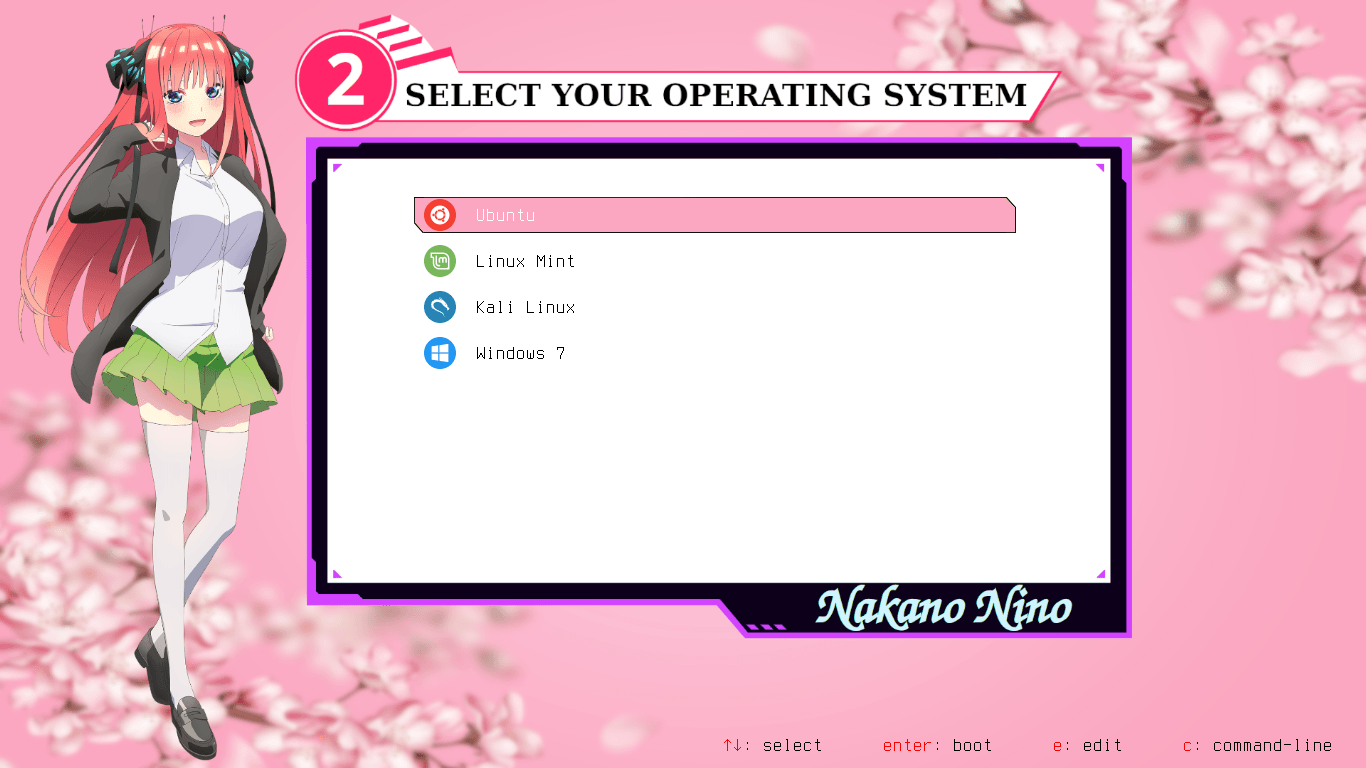 2
SELECT YOUR OPERATING SYSTEM
Ubuntu
Linux Mint
Kali Linux
Windows 7
Nakano Nino
↑↓: select enter: boot e: edit c: command-line